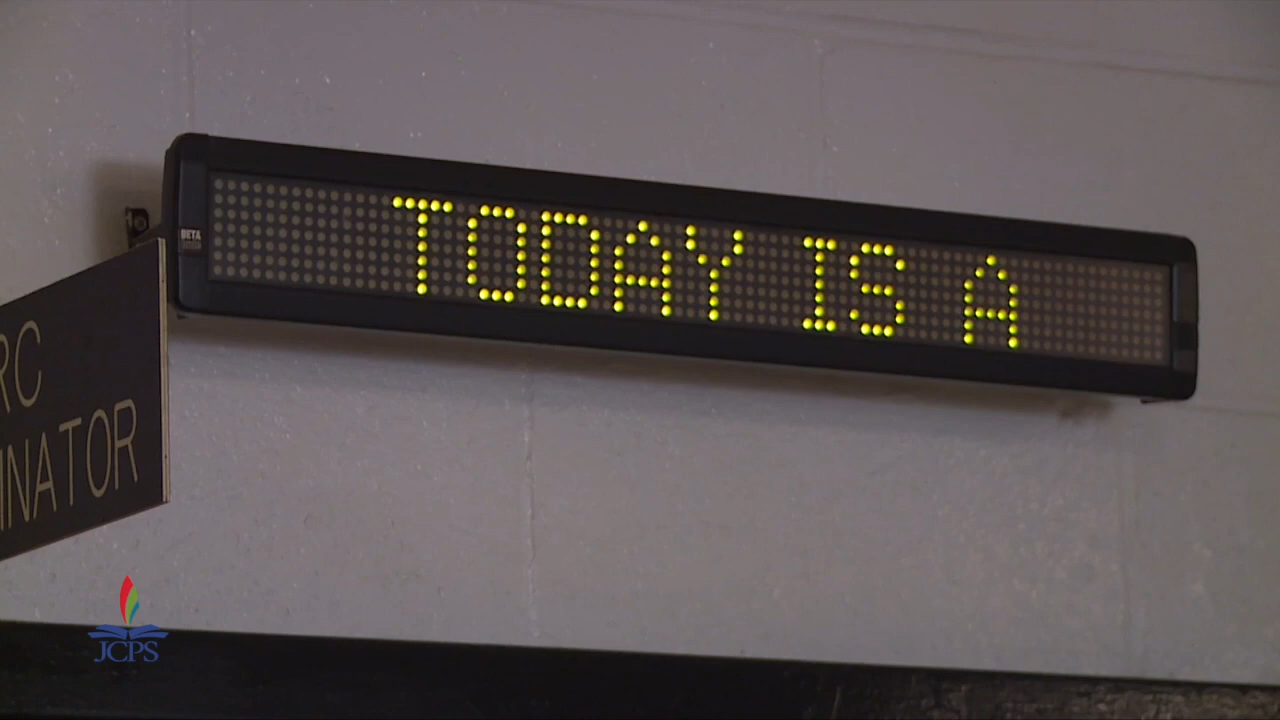 TODAY IS A
BETA
RC
INATOR
JCPS